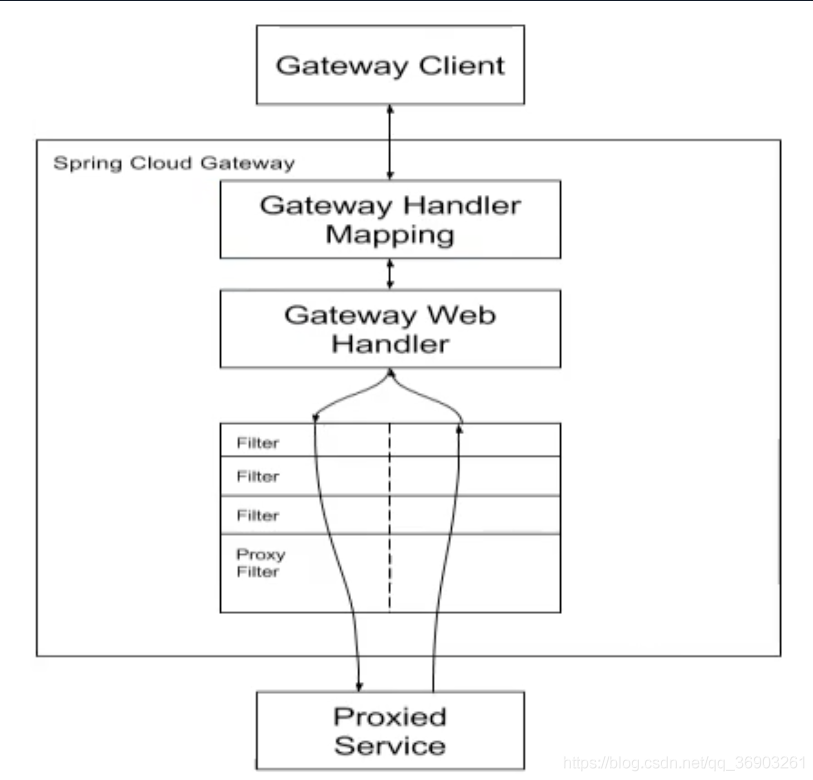 Gateway Client
Spring Cloud Gateway
Gateway Handler
Mapping
Gateway Web
Handler
Filter
Filter
Filter
Proxy
Filter
Proxied
Service
https://blog.csdn.net/qq_36903261